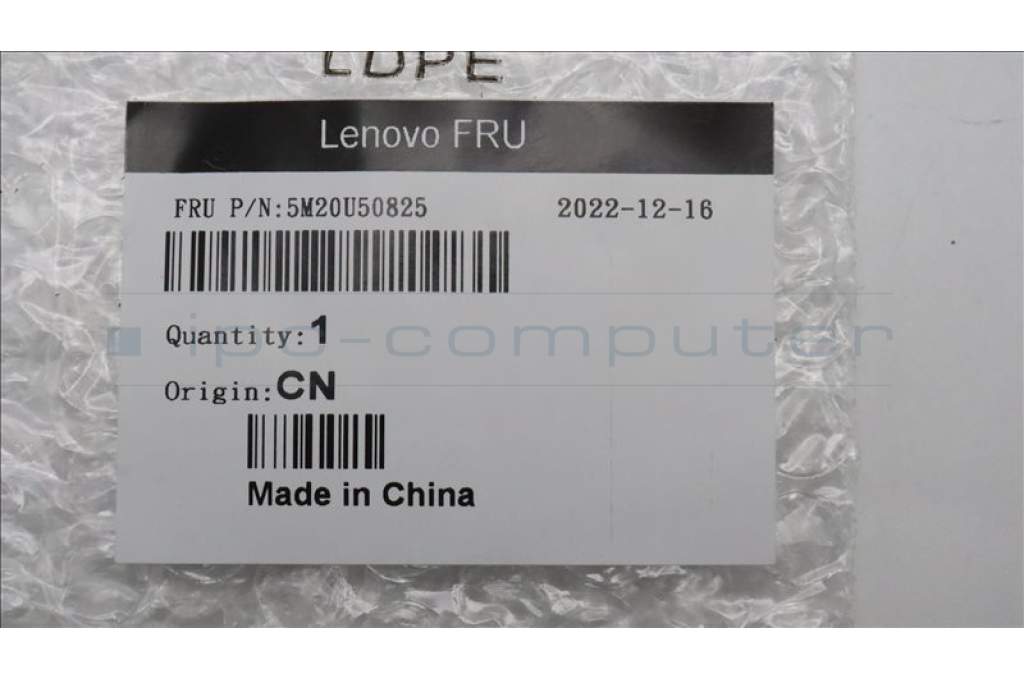 LDPE
Lenovo FRU
FRU P/N:5M20U50825 2022-12-16
Quantity:1
ipc-computer
Origin:CN
Made in China